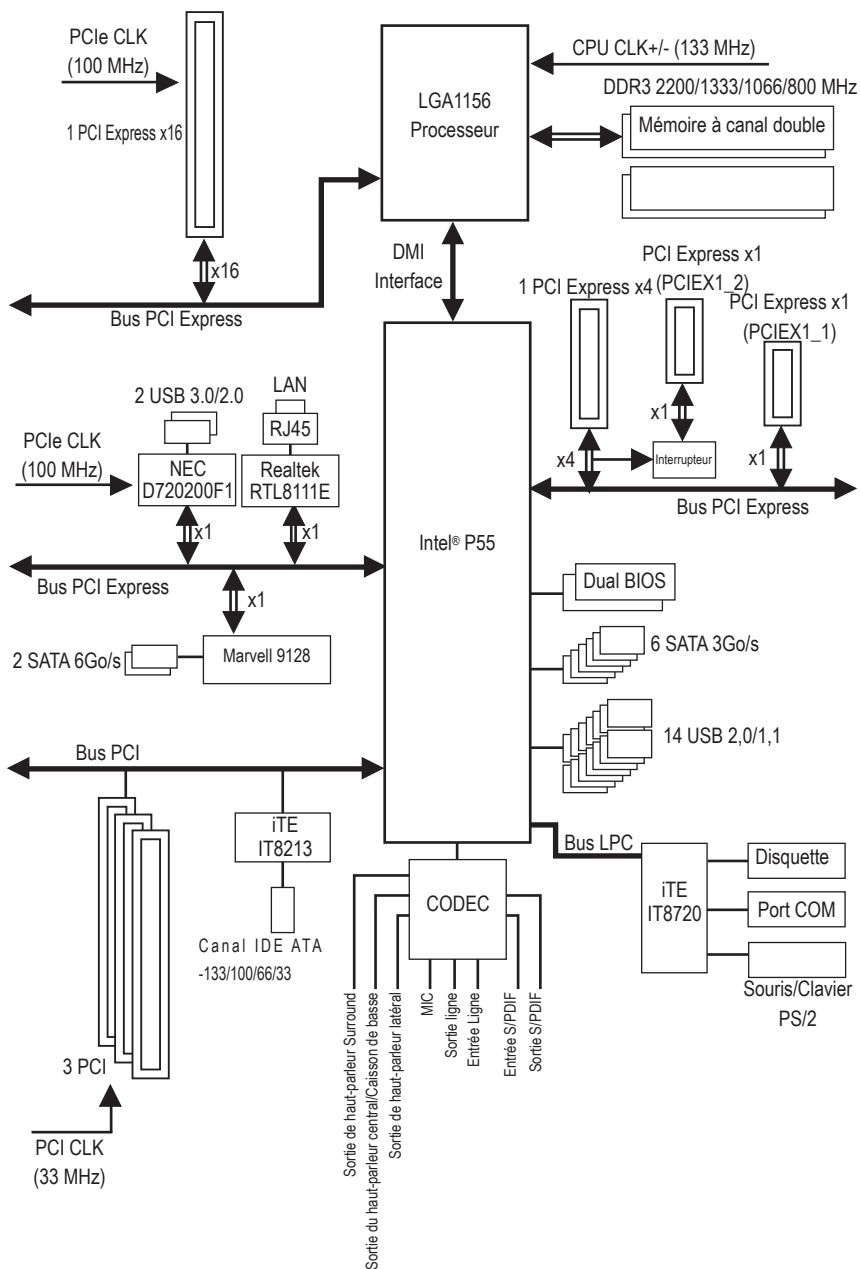 PCIe CLK
(100 MHz)
1 PCI Express x16
x16
Bus PCI Express
LGA1156
Processeur
CPU CLK+/- (133 MHz)
DDR3 2200/1333/1066/800 MHz
Mémoire à canal double
DMI
Interface
1 PCI Express x4
PCI Express x1
(PCIEX1_2)
PCI Express x1
(PCIEX1_1)
x1
x4
Interrupteur
x1
Bus PCI Express
2 USB 3.0/2.0
LAN
RJ45
PCIe CLK
(100 MHz)
NEC
D720200F1
Realtek
RTL8111E
x1
x1
Bus PCI Express
x1
2 SATA 6Go/s
Marvell 9128
Intel® P55
Dual BIOS
6 SATA 3Go/s
14 USB 2,0/1,1
Bus PCI
iTE
IT8213
Canal IDE ATA
-133/100/66/33
3 PCI
PCI CLK
(33 MHz)
Bus LPC
iTE
IT8720
Disquette
Port COM
Souris/Clavier
PS/2
CODEC
Sortie de haut-parleur Surround
Sortie du haut-parleur central/Caisson de basse
Sortie de haut-parleur latéral
MIC
Sortie ligne
Entrée Ligne
Entrée S/PDIF
Sortie S/PDIF